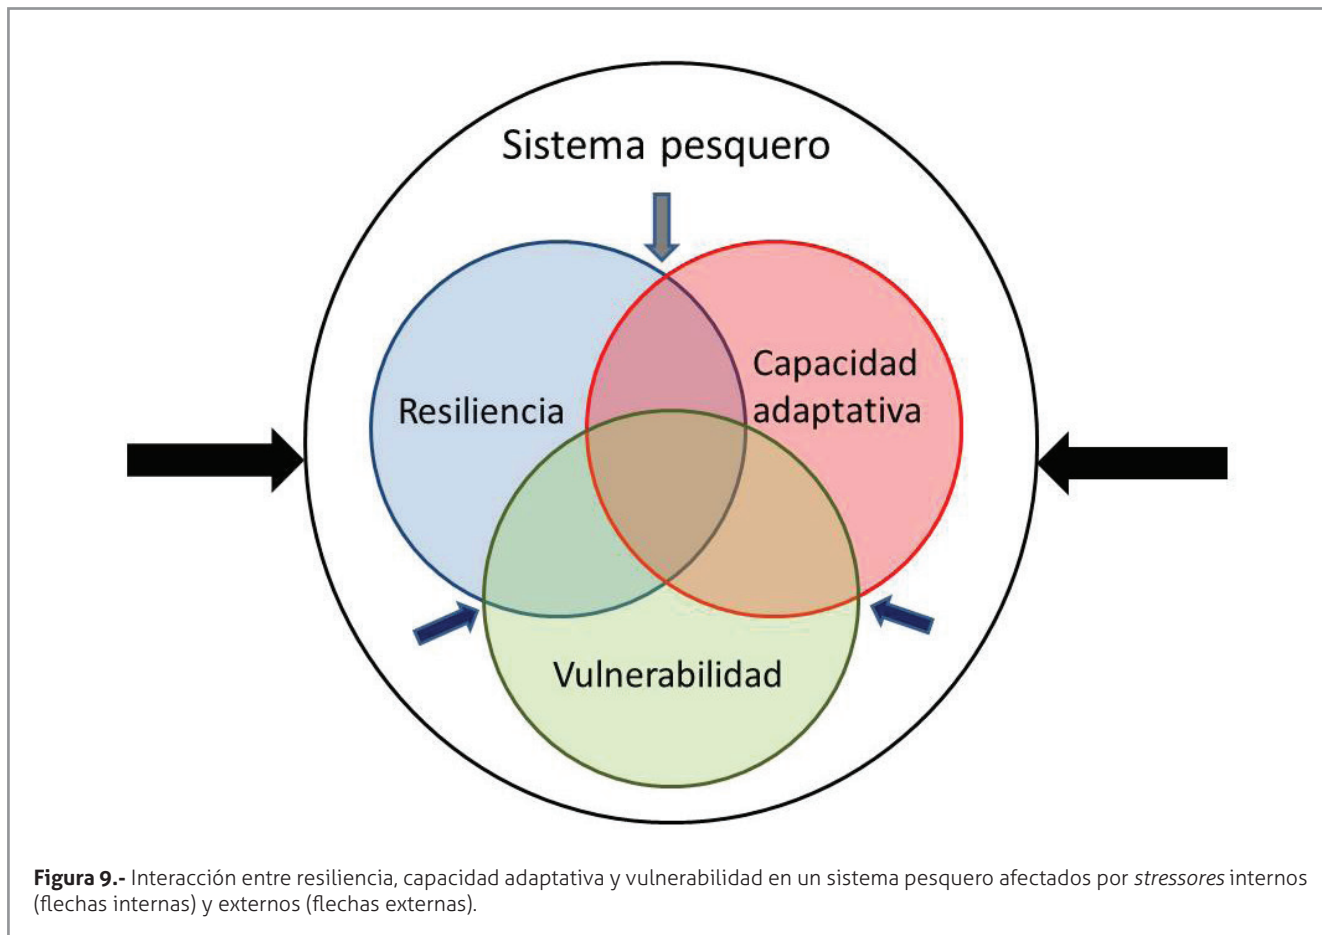 Sistema pesquero
Capacidad
adaptativa
Resiliencia
Vulnerabilidad
Figura 9.- Interacción entre resiliencia, capacidad adaptativa y vulnerabilidad en un sistema pesquero afectados por stressores internos
(flechas internas) y externos (flechas externas).